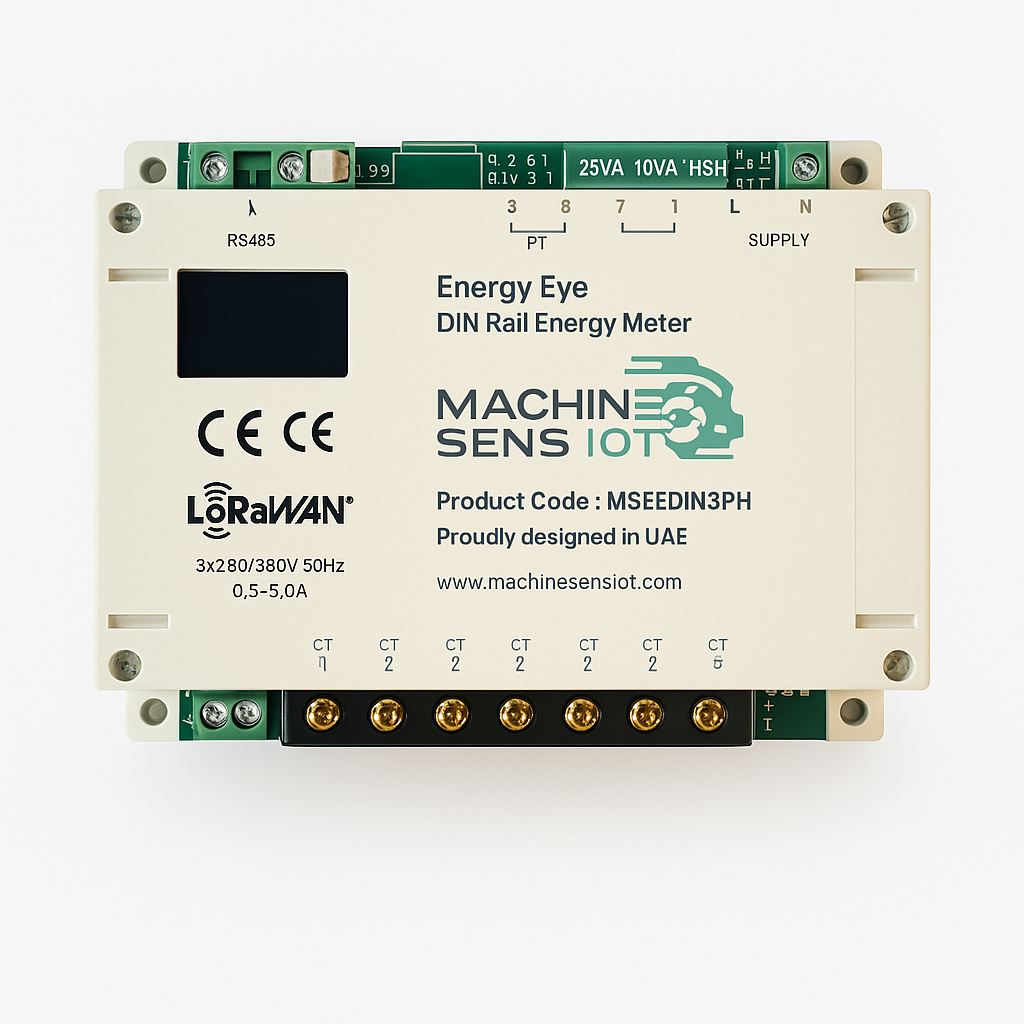 .99
25VA 10VA 'HSH
3 8 7 1 L N
RS485
PT
SUPPLY
Energy Eye
DIN Rail Energy Meter
MACHINE
SENS IOT
CE CE
LoRaWAN®
Product Code : MSEEDIN3PH
Proudly designed in UAE
3x280/380V 50Hz
0,5-5,0A
www.machinesensiot.com
CT CT CT CT CT CT CT
2 2 2 2 2